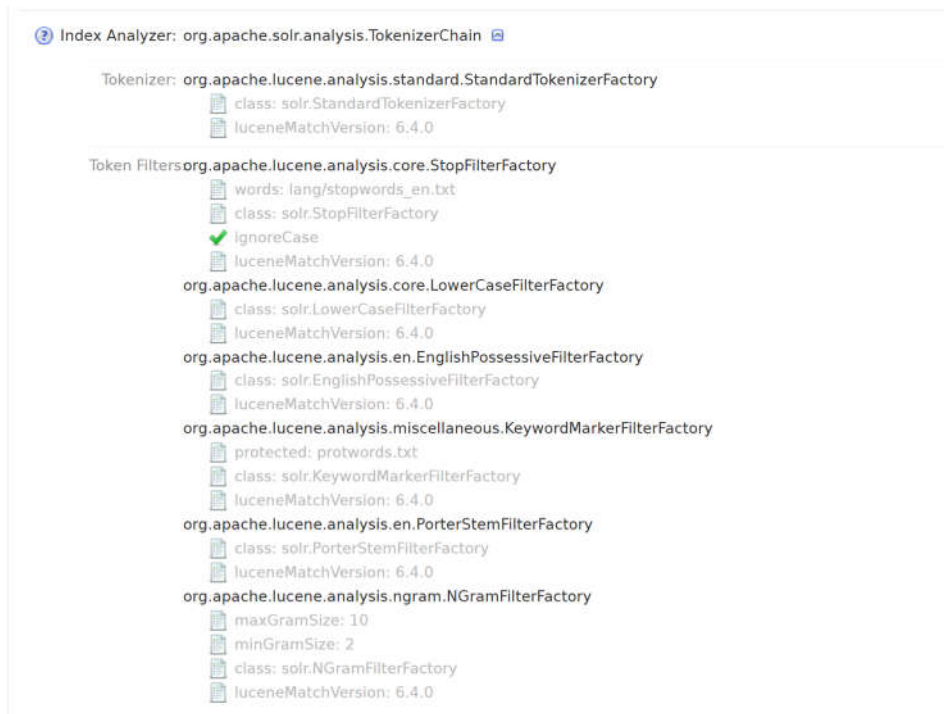 Index Analyzer: org.apache.solr.analysis.TokenizerChain
Tokenizer: org.apache.lucene.analysis.standard.StandardTokenizerFactory
class: solr.StandardTokenizerFactory
luceneMatchVersion: 6.4.0
Token Filters:org.apache.lucene.analysis.core.StopFilterFactory
words: lang/stopwords_en.txt
class: solr.StopFilterFactory
ignoreCase
luceneMatchVersion: 6.4.0
org.apache.lucene.analysis.core.LowerCaseFilterFactory
class: solr.LowerCaseFilterFactory
luceneMatchVersion: 6.4.0
org.apache.lucene.analysis.en.EnglishPossessiveFilterFactory
class: solr.EnglishPossessiveFilterFactory
luceneMatchVersion: 6.4.0
org.apache.lucene.analysis.miscellaneous.KeywordMarkerFilterFactory
protected: protwords.txt
class: solr.KeywordMarkerFilterFactory
luceneMatchVersion: 6.4.0
org.apache.lucene.analysis.en.PorterStemFilterFactory
class: solr.PorterStemFilterFactory
luceneMatchVersion: 6.4.0
org.apache.lucene.analysis.ngram.NGramFilterFactory
maxGramSize: 10
minGramSize: 2
class: solr.NGramFilterFactory
luceneMatchVersion: 6.4.0